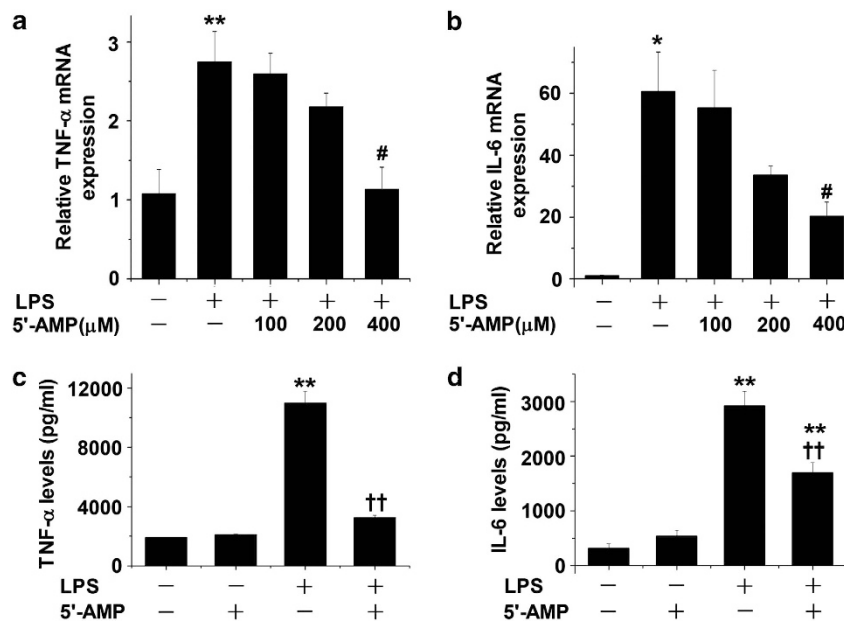 a
**
#
Relative TNF-α mRNA
expression
3
2
1
0
LPS − + + + +
5'-AMP(μM) − − 100 200 400
b
*
#
Relative IL-6 mRNA
expression
60
40
20
0
LPS − + + + +
5'-AMP(μM) − − 100 200 400
c
**
††
TNF-α levels (pg/ml)
12000
8000
4000
0
LPS − − + +
5'-AMP − + − +
d
**
**
††
IL-6 levels (pg/ml)
3000
2000
1000
0
LPS − − + +
5'-AMP − + − +